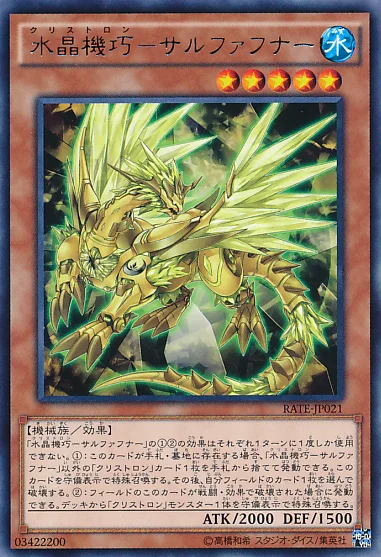 クリストロン
水晶機巧－サルファフナー
水
RATE-JP021
【機械族／効果】
「水晶機巧－サルファフナー」の①②の効果はそれぞれ１ターンに１度しか使用
できない。①：このカードが手札・墓地に存在する場合、「水晶機巧－サルファフナ
ー」以外の「クリストロン」カード１枚を手札から捨てて発動できる。このカ
ードを守備表示で特殊召喚する。その後、自分フィールドのカード１枚を選んで
破壊する。②：フィールドのこのカードが戦闘・効果で破壊された場合に発動で
きる。デッキから「クリストロン」モンスター１体を守備表示で特殊召喚する。
ATK/2000 DEF/1500
03422200
©高橋和希 スタジオ・ダイス/集英社